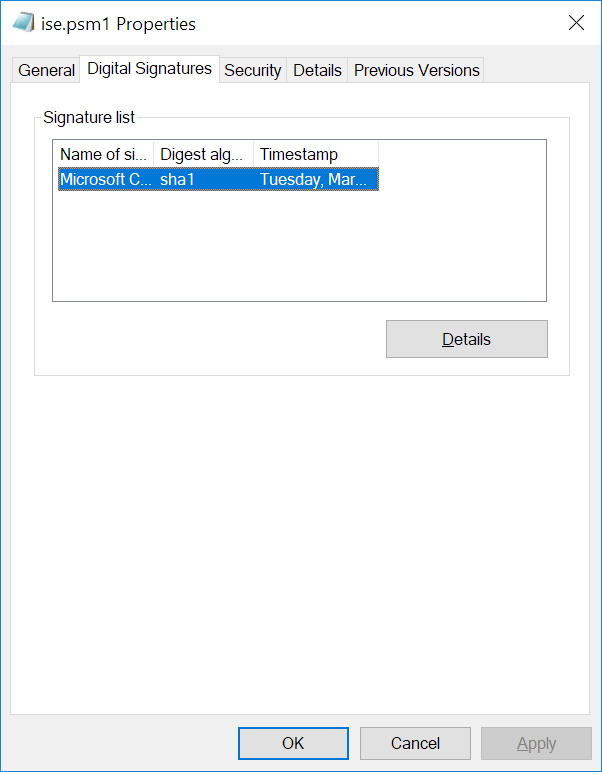 ise.psm1 Properties
General Digital Signatures Security Details Previous Versions
Signature list
Name of si... Digest alg... Timestamp
Microsoft C... sha1 Tuesday, Mar...
Details
OK Cancel Apply